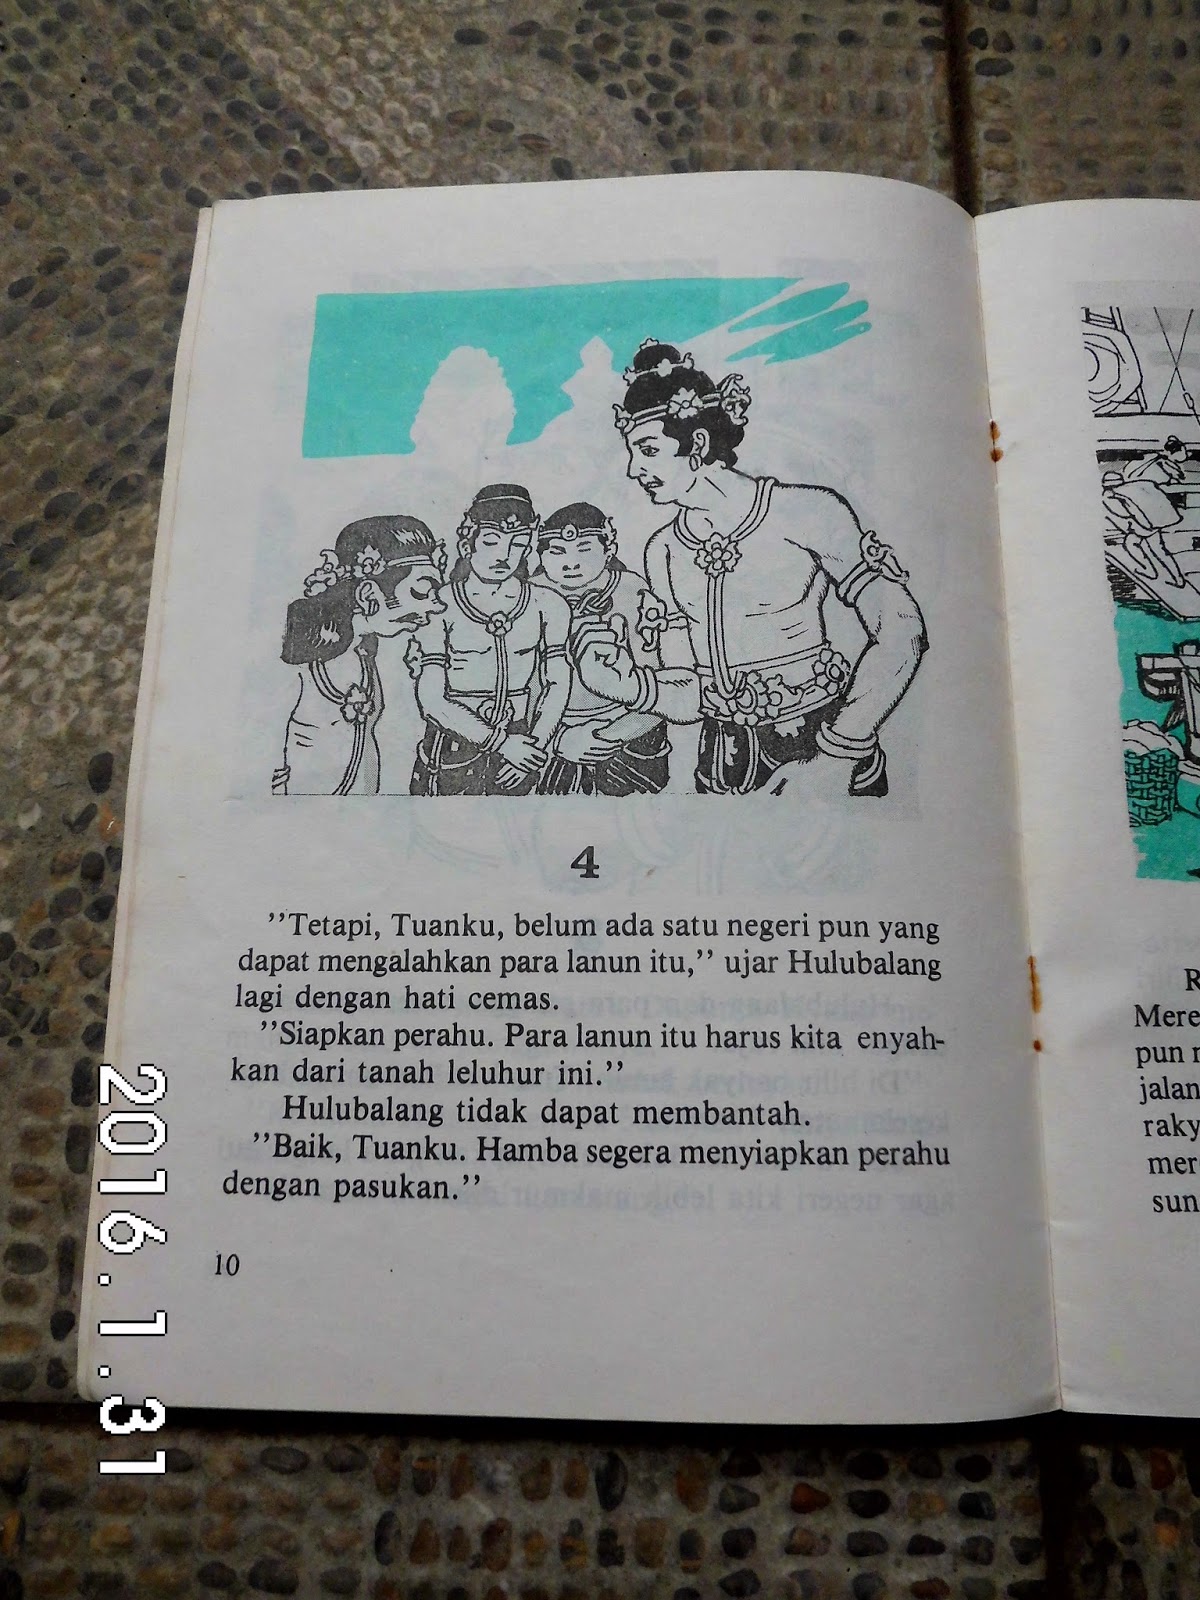 4
’’Tetapi, Tuanku, belum ada satu negeri pun yang
dapat mengalahkan para lanun itu,’’ ujar Hulubalang
lagi dengan hati cemas.
’’Siapkan perahu. Para lanun itu harus kita enyah-
kan dari tanah leluhur ini.’’
Hulubalang tidak dapat membantah.
’’Baik, Tuanku. Hamba segera menyiapkan perahu
dengan pasukan.’’
10
Mere
pun
jalan
raky
mer
sun
2016.1.31